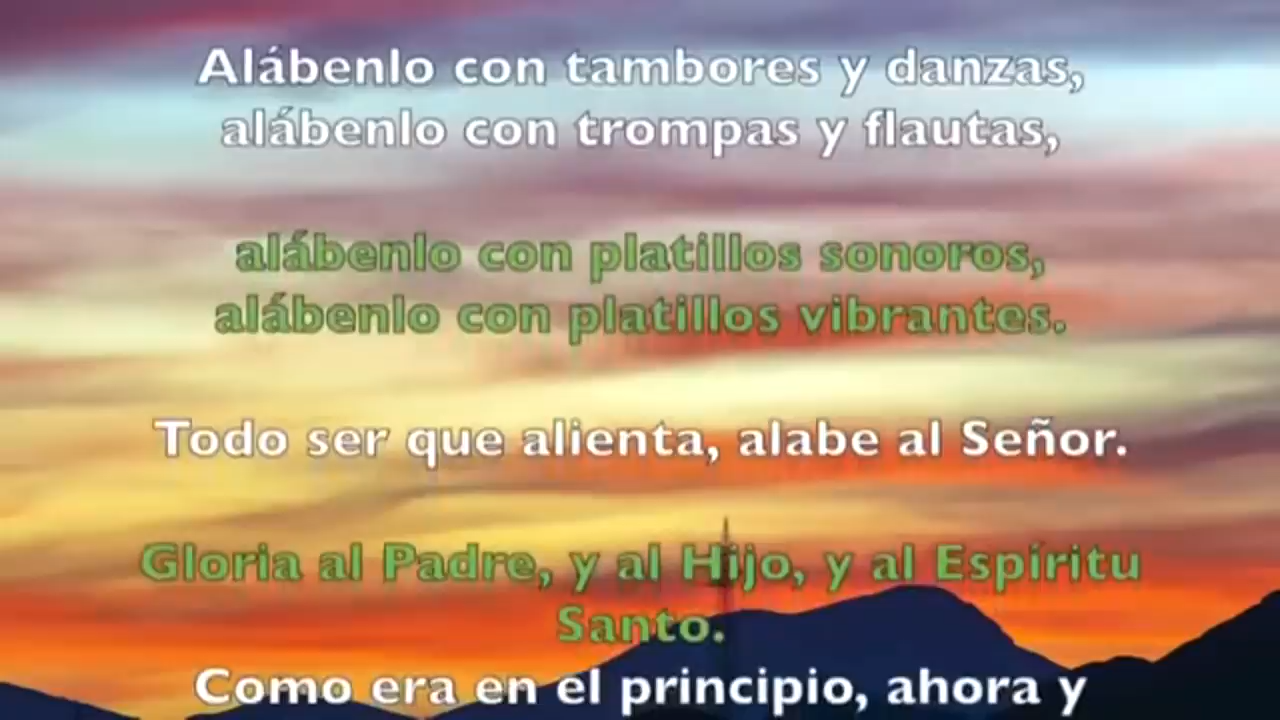 Alábenlo con tambores y danzas,
alábenlo con trompas y flautas,
alábenlo con platillos sonoros,
alábenlo con platillos vibrantes.
Todo ser que alienta, alabe al Señor.
Gloria al Padre, y al Hijo, y al Espíritu
Santo.
Como era en el principio, ahora y